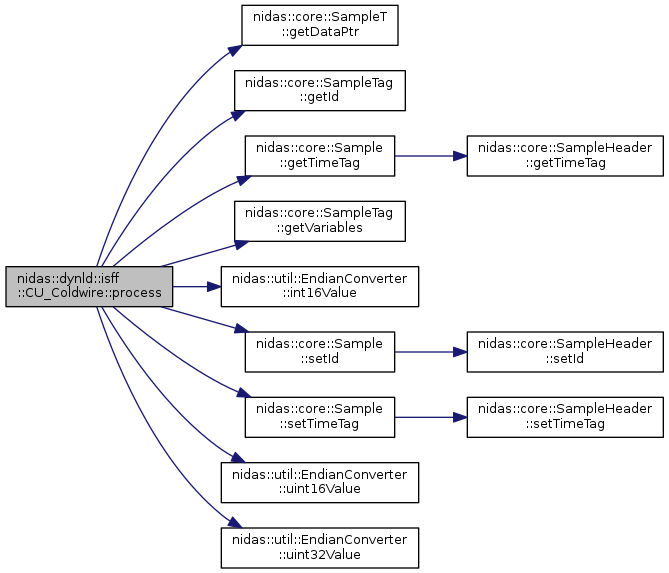 nidas::core::SampleT
::getDataPtr
nidas::core::SampleTag
::getId
nidas::core::Sample
::getTimeTag
nidas::core::SampleHeader
::getTimeTag
nidas::core::SampleTag
::getVariables
nidas::dynld::isff
::CU_Coldwire::process
nidas::util::EndianConverter
::int16Value
nidas::core::Sample
::setId
nidas::core::SampleHeader
::setId
nidas::core::Sample
::setTimeTag
nidas::core::SampleHeader
::setTimeTag
nidas::util::EndianConverter
::uint16Value
nidas::util::EndianConverter
::uint32Value